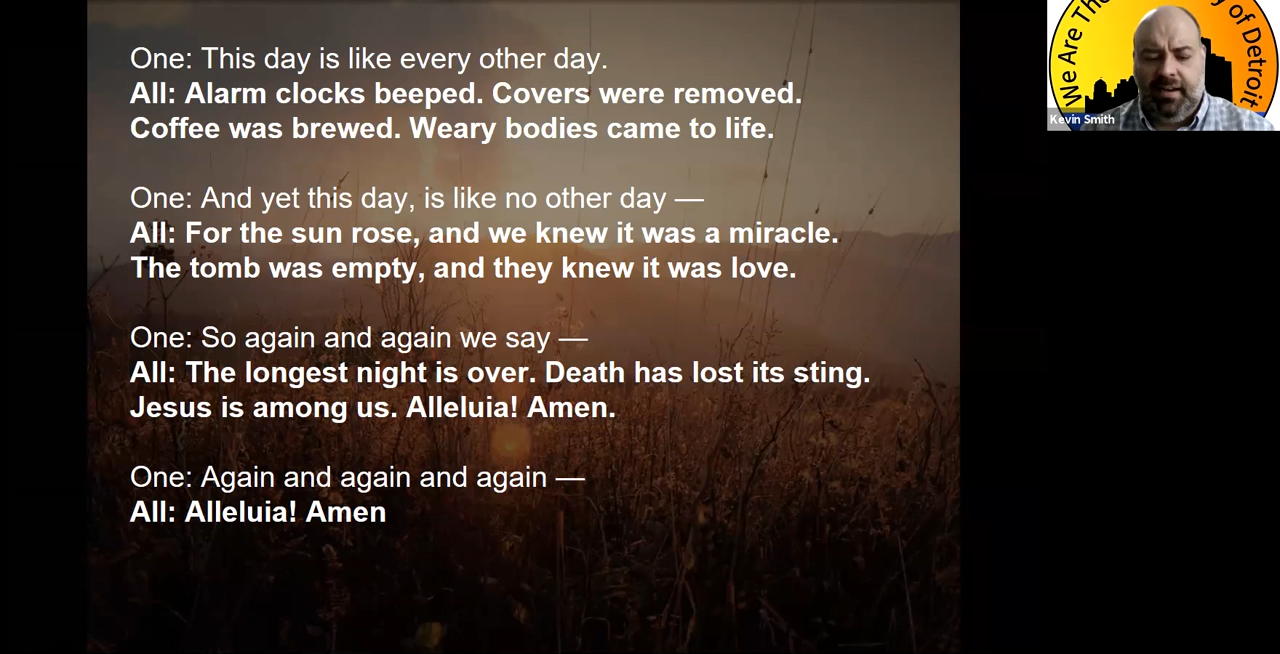 One: This day is like every other day.
All: Alarm clocks beeped. Covers were removed.
Coffee was brewed. Weary bodies came to life.
One: And yet this day, is like no other day —
All: For the sun rose, and we knew it was a miracle.
The tomb was empty, and they knew it was love.
One: So again and again we say —
All: The longest night is over. Death has lost its sting.
Jesus is among us. Alleluia! Amen.
One: Again and again and again —
All: Alleluia! Amen
We Are The
y of Detroit
Kevin Smith